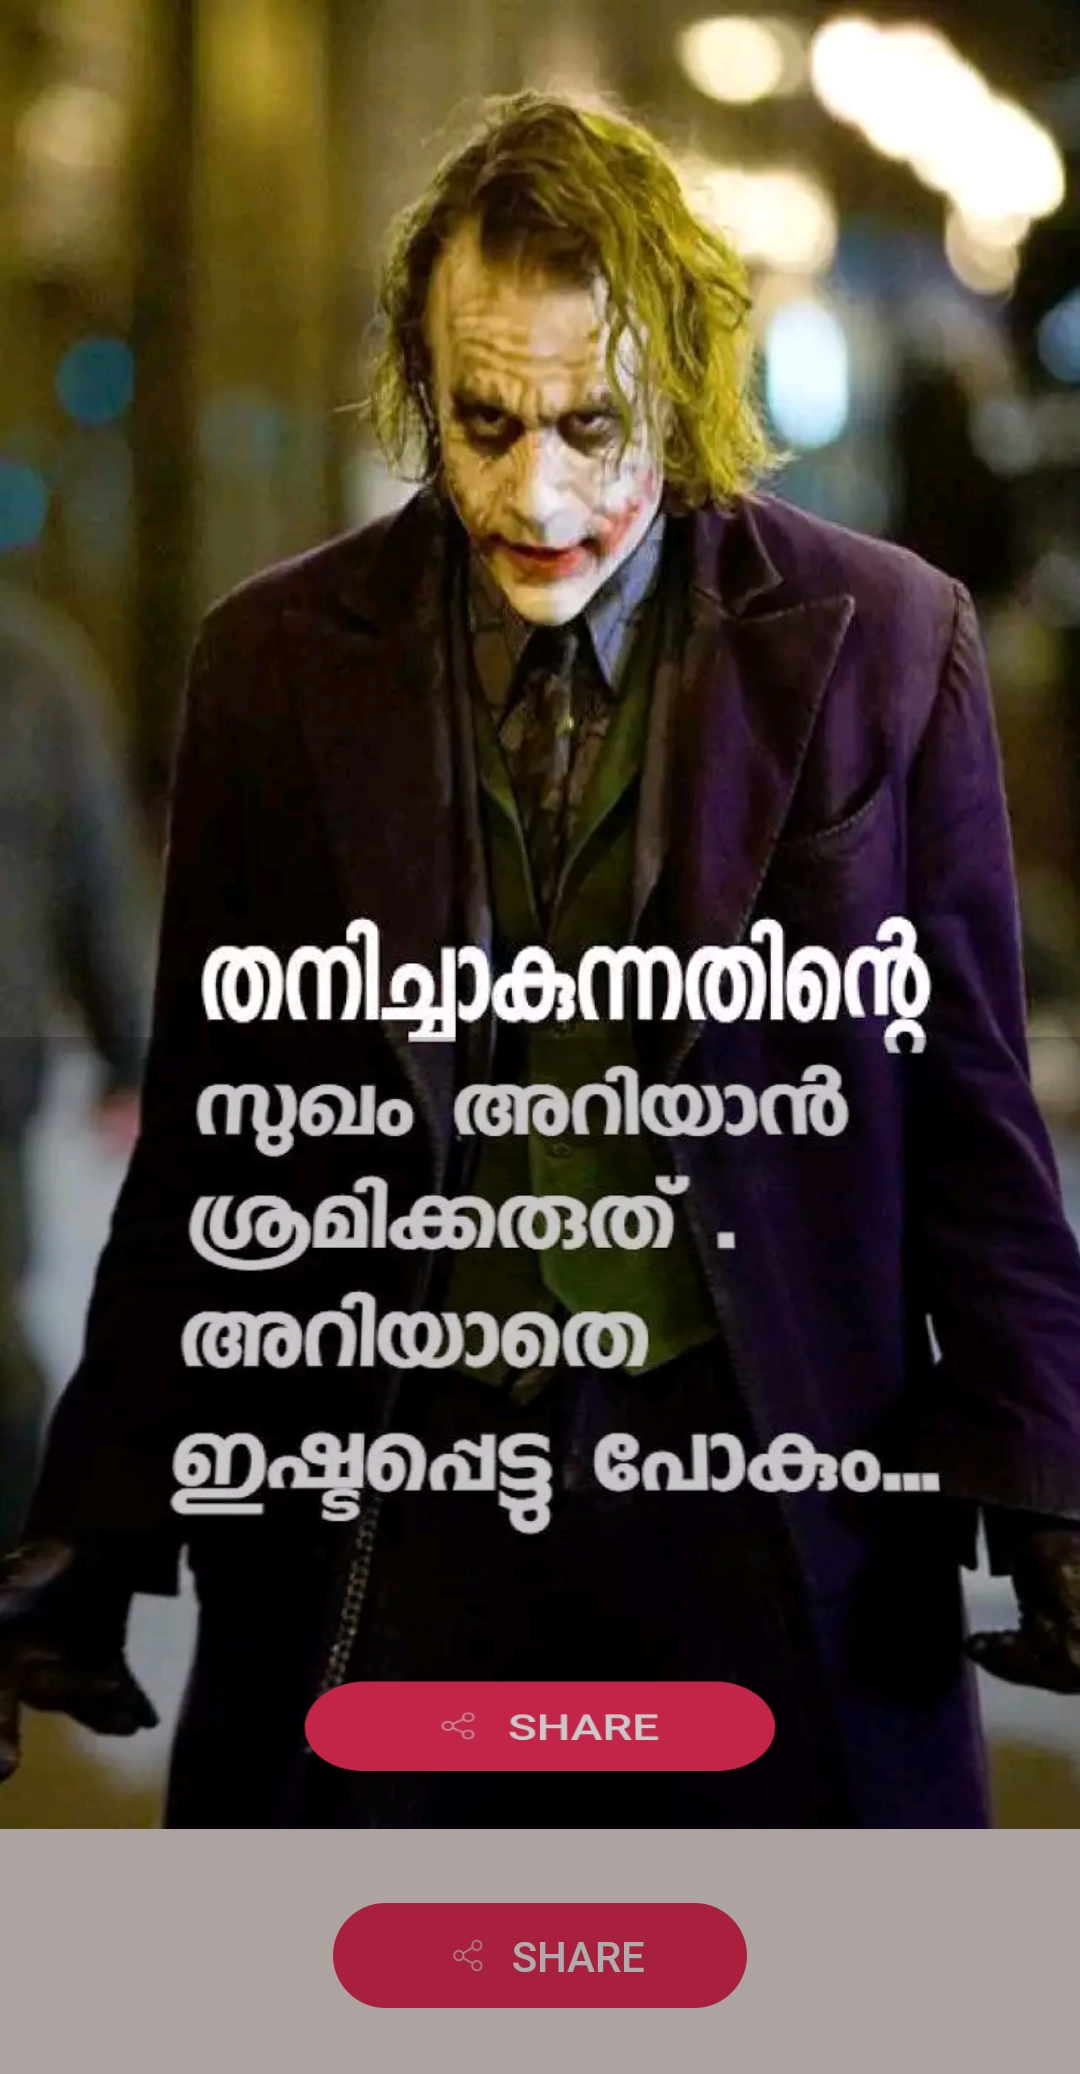 തനിച്ചാകുന്നതിന്റെ
സുഖം അറിയാൻ
ശ്രമിക്കരുത് .
അറിയാതെ
ഇഷ്ടപ്പെട്ടു പോകും...
SHARE
SHARE